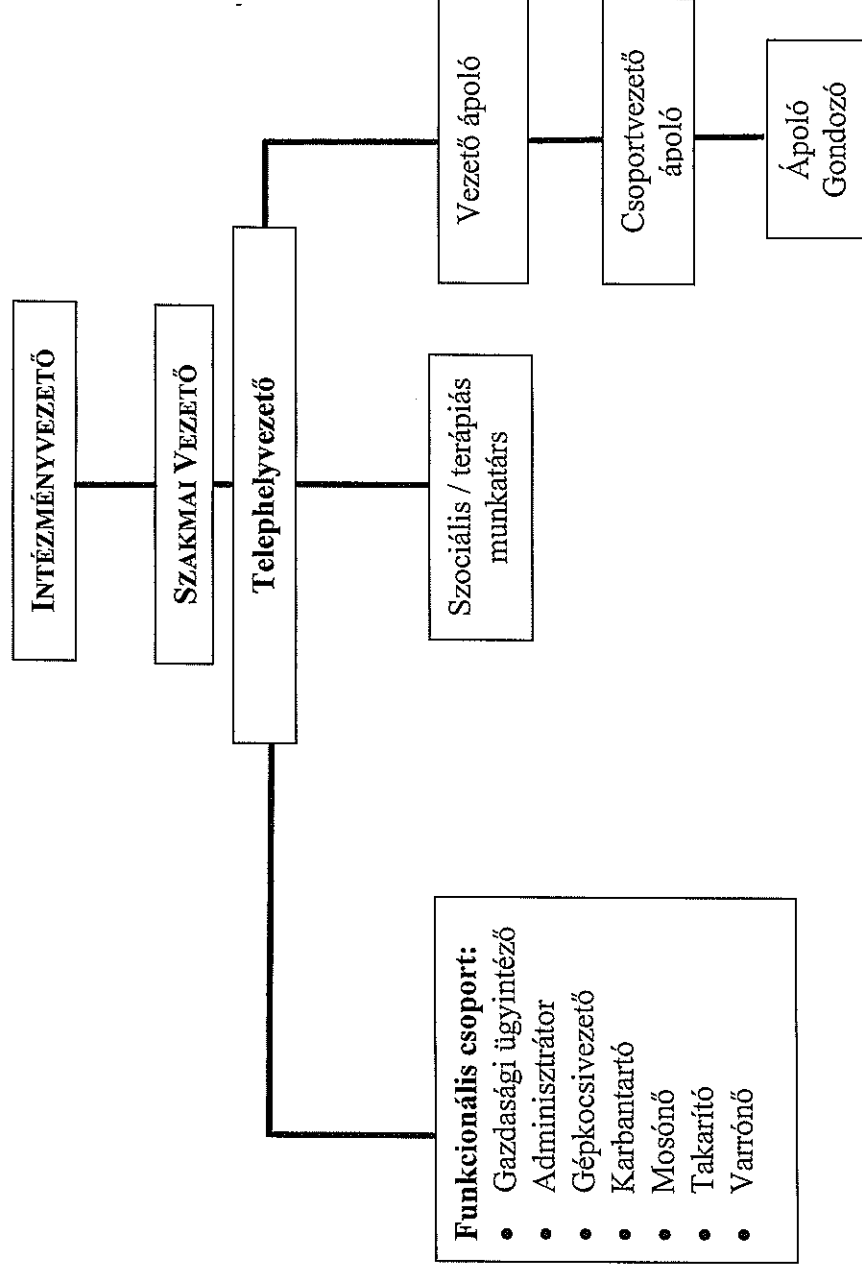 INTÉZMÉNYVEZETŐ
SZAKMAI VEZETŐ
Telephelyvezető
Funkcionális csoport:
• Gazdasági ügyintéző
• Adminisztrátor
• Gépkocsivezető
• Karbantartó
• Mosónő
• Takarító
• Varrónő
Szociális / terápiás
munkatárs
Vezető ápoló
Csoportvezető
ápoló
Ápoló
Gondozó